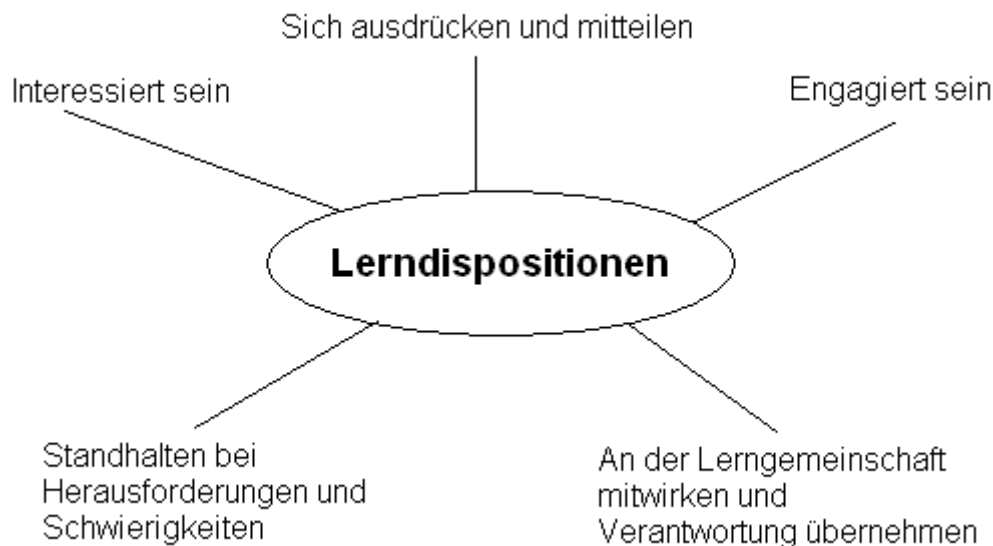 Sich ausdrücken und mitteilen
Interessiert sein
Engagiert sein
Lerndispositionen
Standhalten bei
Herausforderungen und
Schwierigkeiten
An der Lerngemeinschaft
mitwirken und
Verantwortung übernehmen